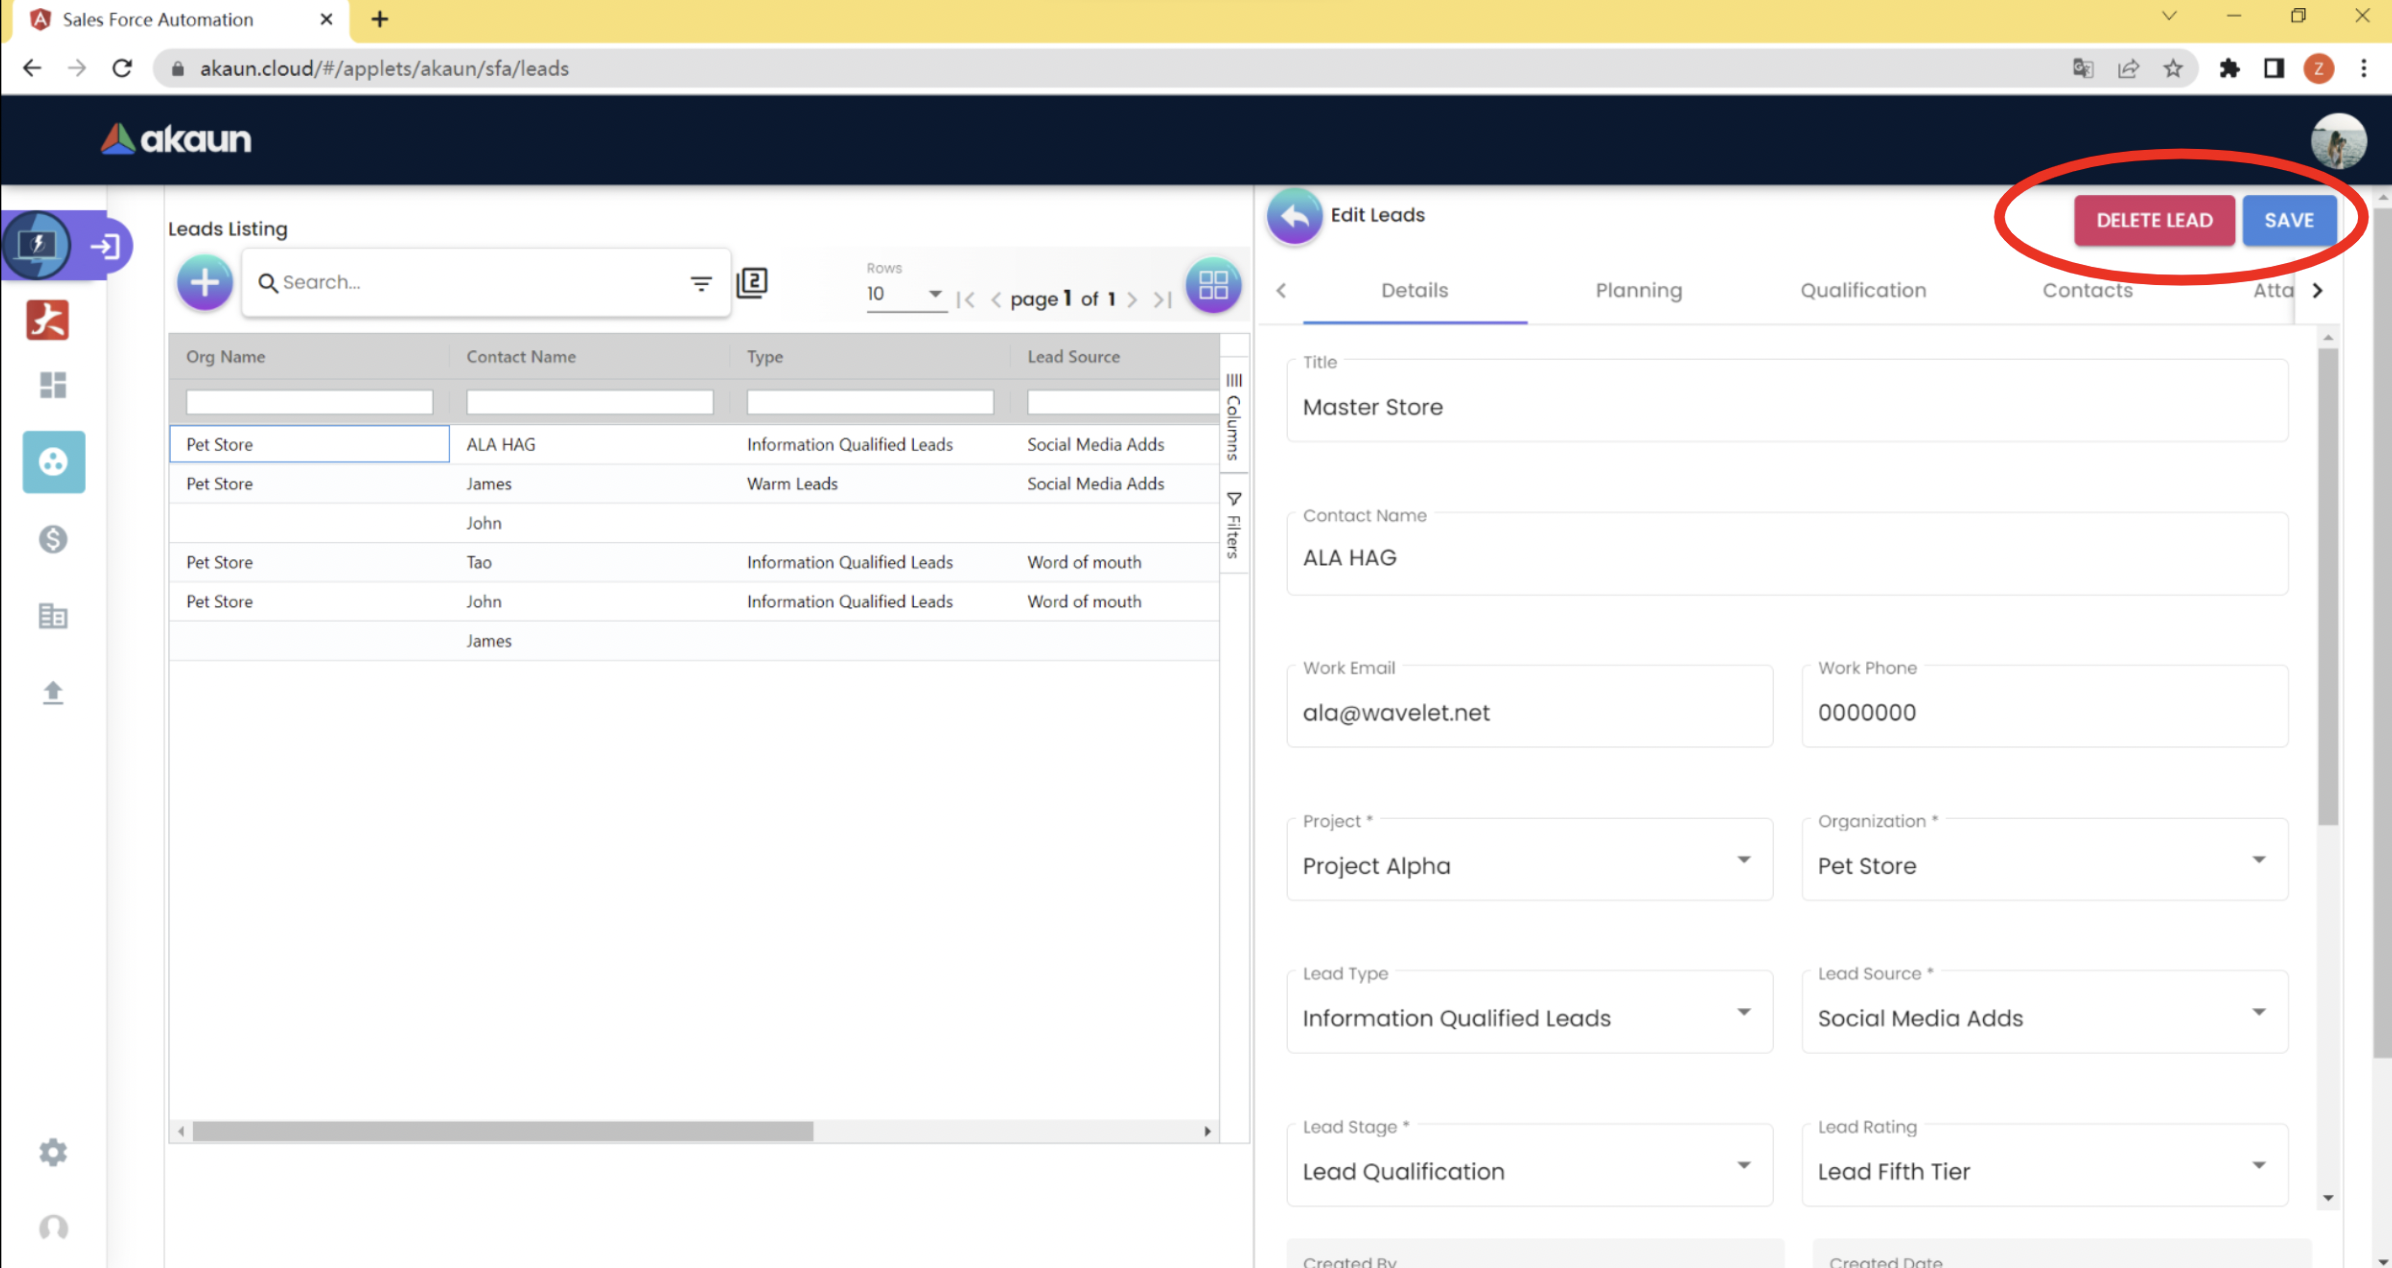 Sales Force Automation
akaun.cloud/#/applets/akaun/sfa/leads
Z
akaun
Leads Listing
Search...
2
Rows
10
page 1 of 1
Org Name Contact Name Type Lead Source
Pet Store ALA HAG Information Qualified Leads Social Media Adds
Pet Store James Warm Leads Social Media Adds
John
Pet Store Tao Information Qualified Leads Word of mouth
Pet Store John Information Qualified Leads Word of mouth
James
Columns
Filters
Edit Leads
DELETE LEAD SAVE
Details Planning Qualification Contacts Atta
Title
Master Store
Contact Name
ALA HAG
Work Email Work Phone
ala@wavelet.net 0000000
Project * Organization *
Project Alpha Pet Store
Lead Type Lead Source *
Information Qualified Leads Social Media Adds
Lead Stage * Lead Rating
Lead Qualification Lead Fifth Tier
Created By Created Date